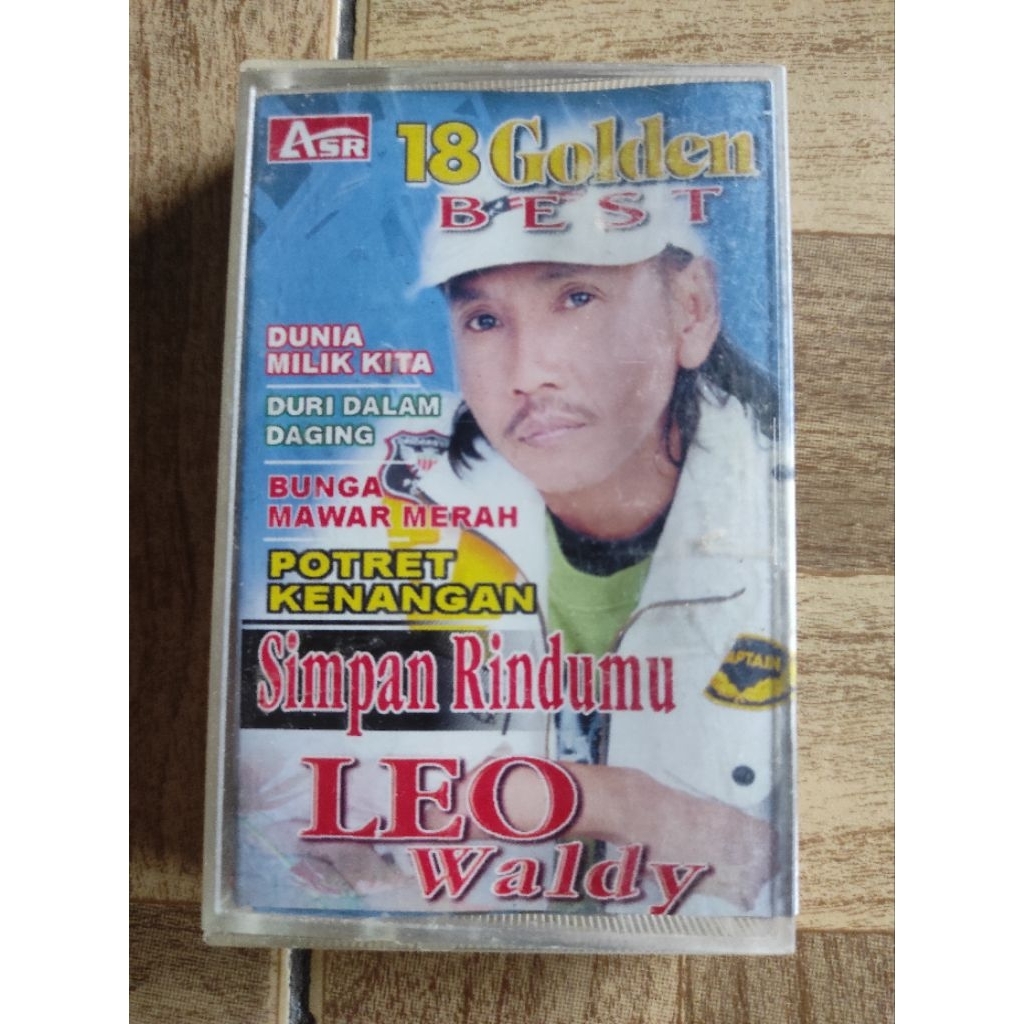 ASR
18 Golden
BEST
DUNIA
MILIK KITA
DURI DALAM
DAGING
BUNGA
MAWAR MERAH
POTRET
KENANGAN
Simpan Rindumu
LEO
Waldy